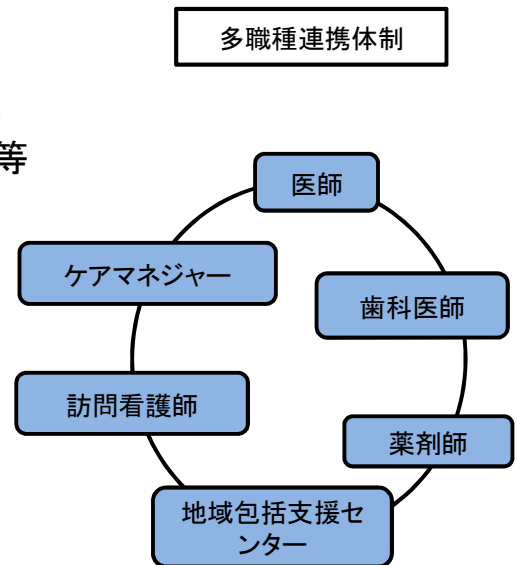 多職種連携体制
等
医師
ケアマネジャー
歯科医師
訪問看護師
薬剤師
地域包括支援セ
ンター